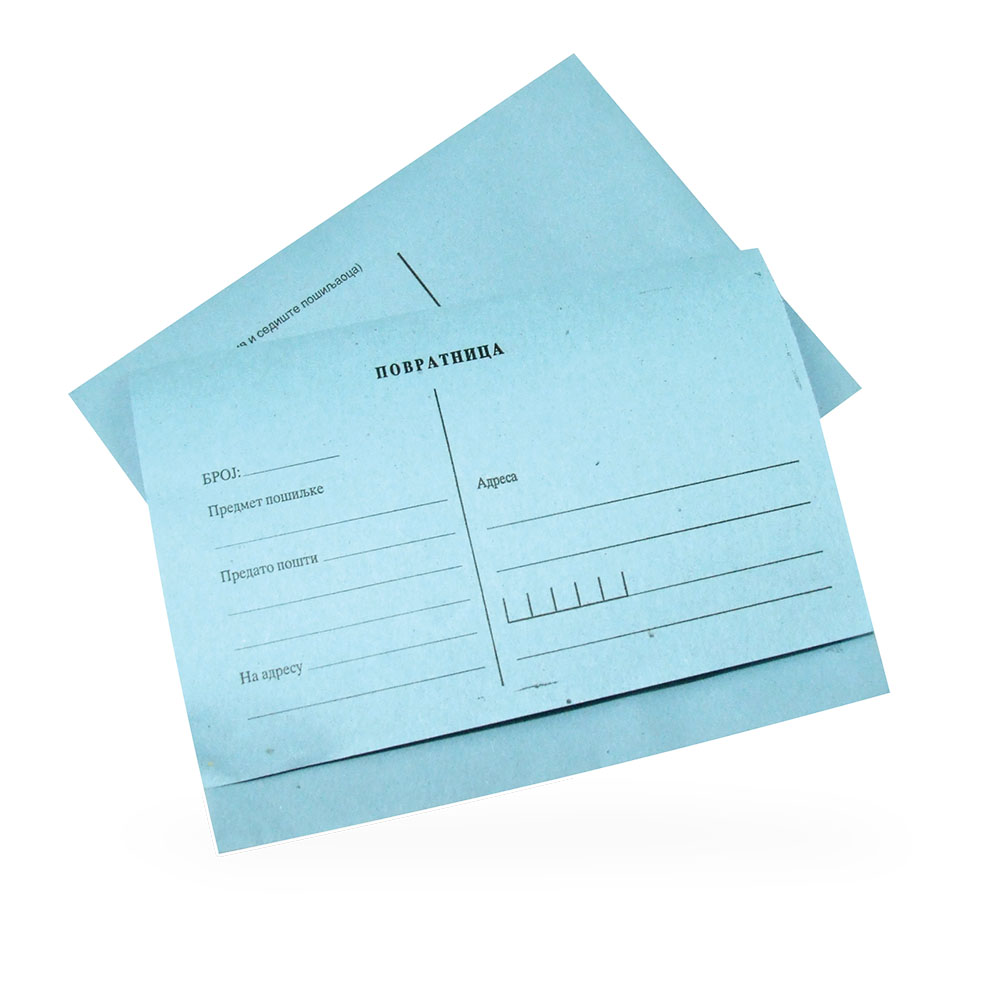 и седиште пошиљаоца)
ПОВРАТНИЦА
БРОЈ:
Предмет пошиљке
Предато пошти
На адресу
Адреса